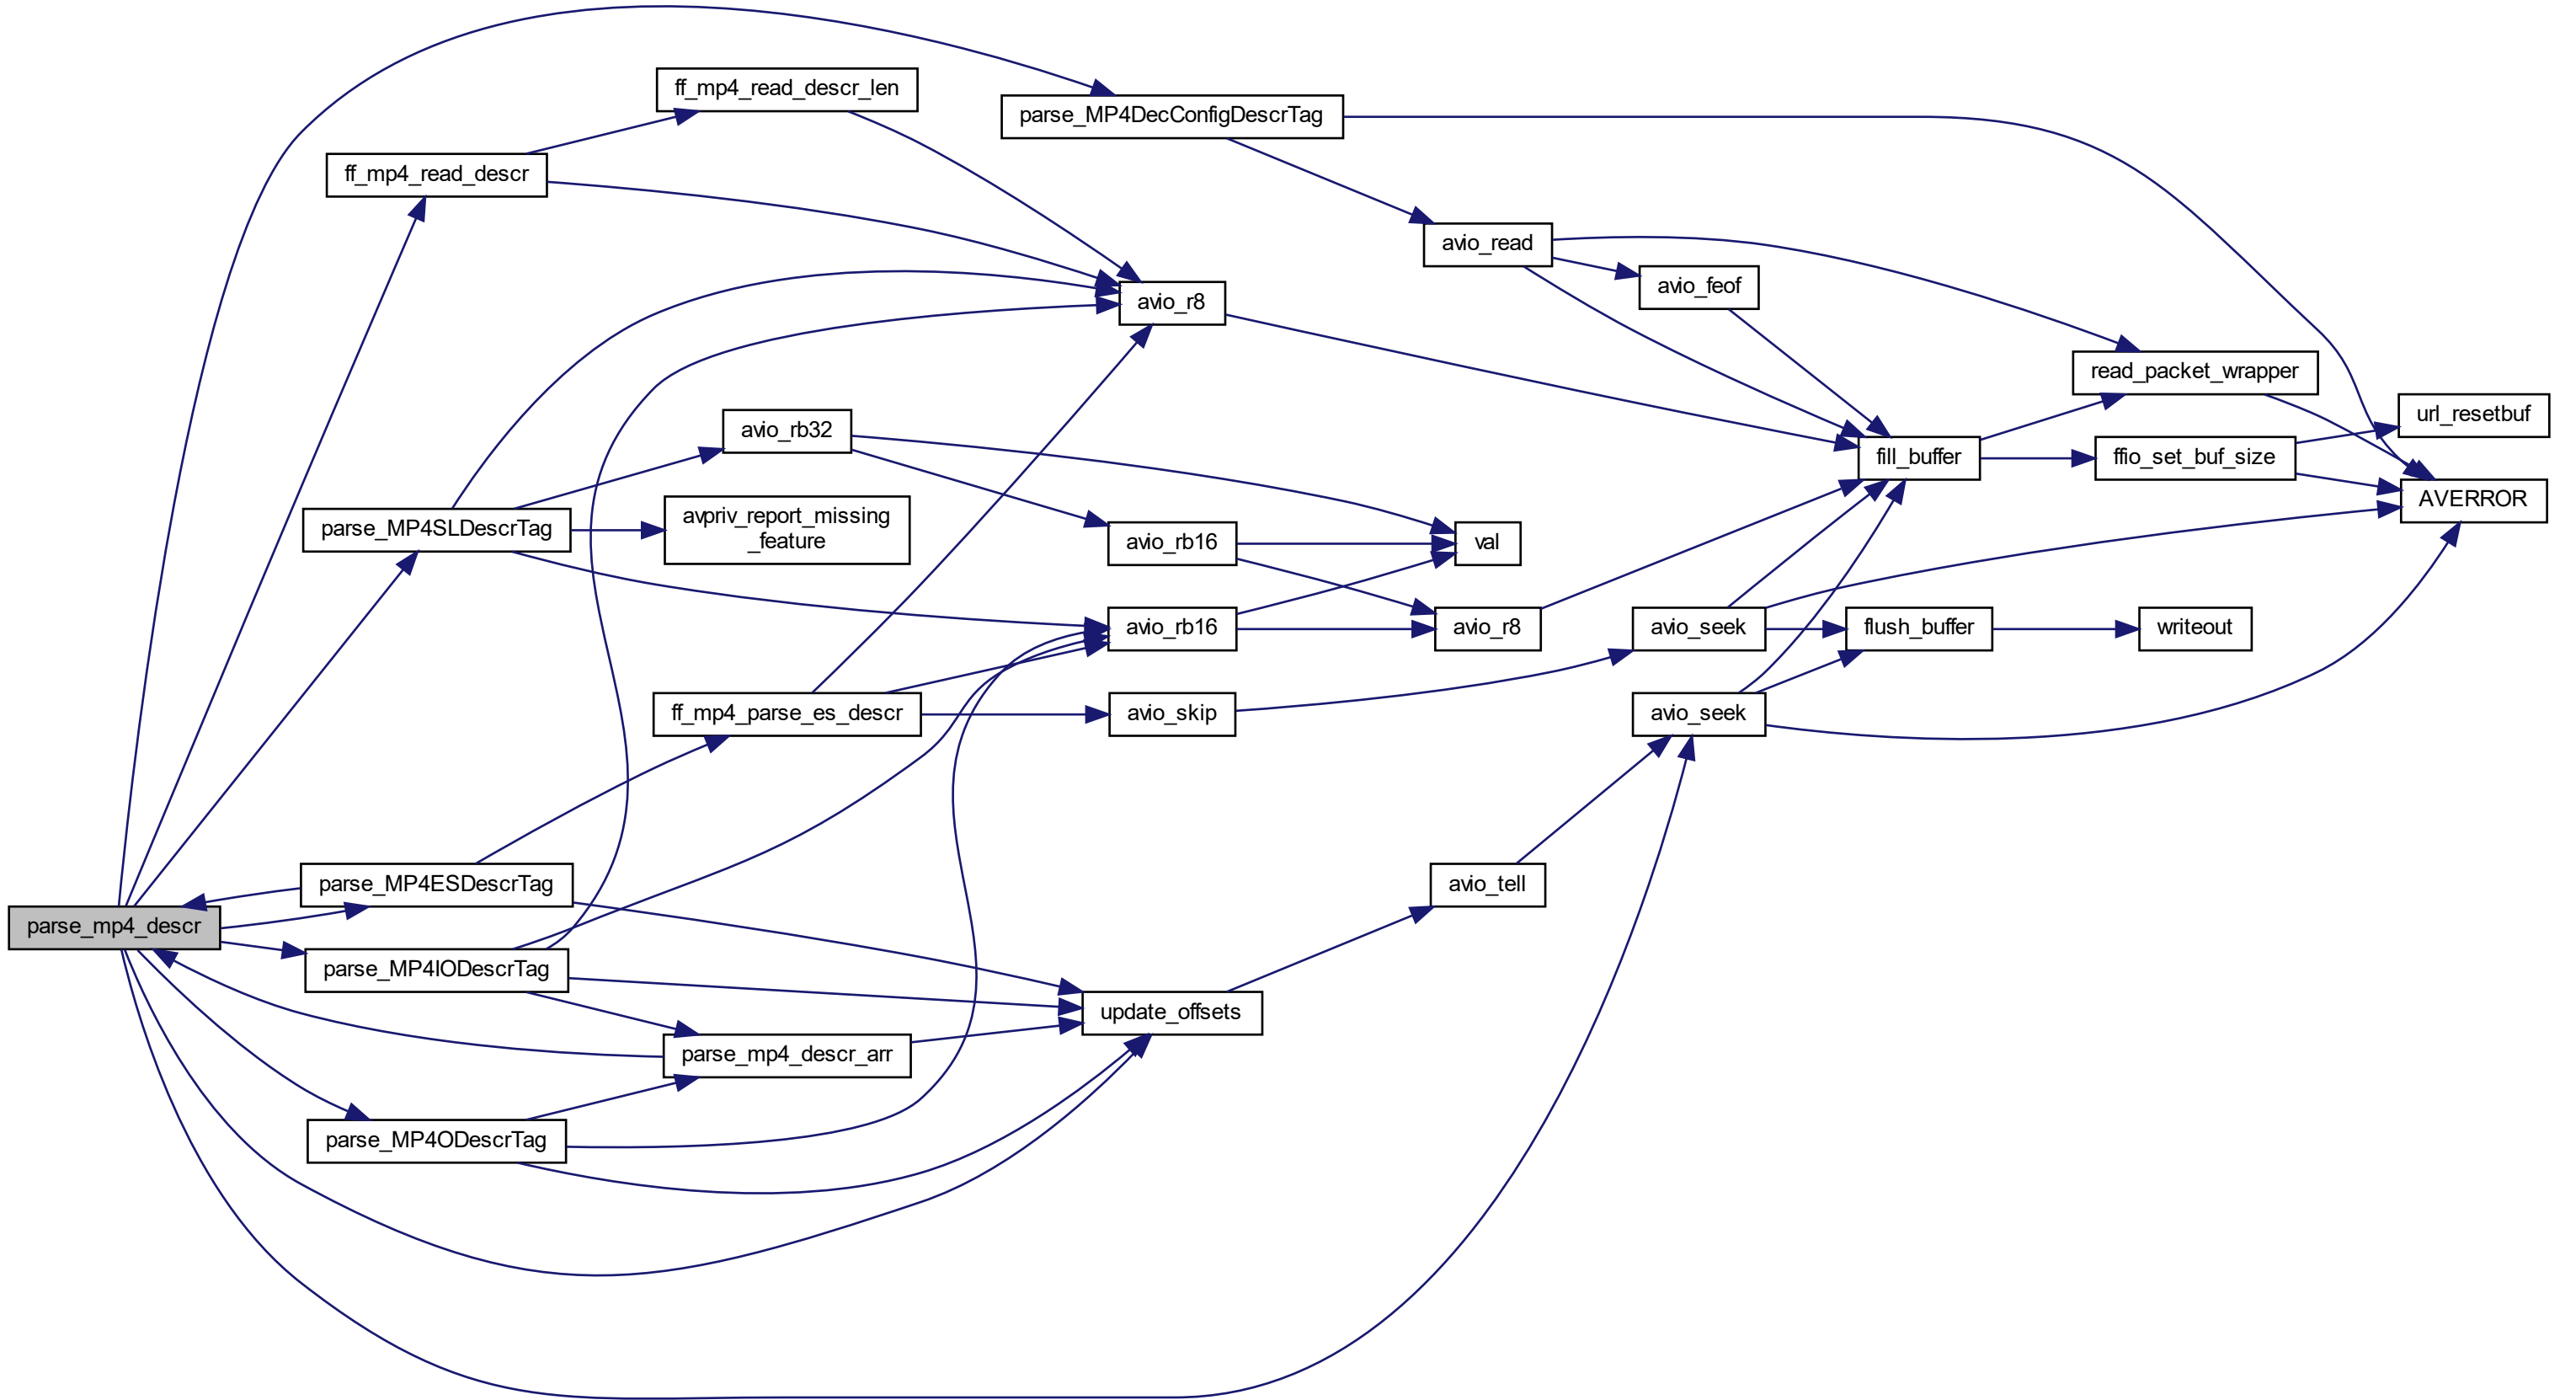 ff_mp4_read_descr_len
parse_MP4DecConfigDescrTag
ff_mp4_read_descr
avio_read
avio_feof
avio_r8
read_packet_wrapper
url_resetbuf
avio_rb32
fill_buffer
ffio_set_buf_size
AVERROR
parse_MP4SLDescrTag
avpriv_report_missing
_feature
avio_rb16
val
avio_rb16
avio_r8
avio_seek
flush_buffer
writeout
ff_mp4_parse_es_descr
avio_skip
avio_seek
parse_MP4ESDescrTag
avio_tell
parse_mp4_descr
parse_MP4IODescrTag
update_offsets
parse_mp4_descr_arr
parse_MP4ODescrTag